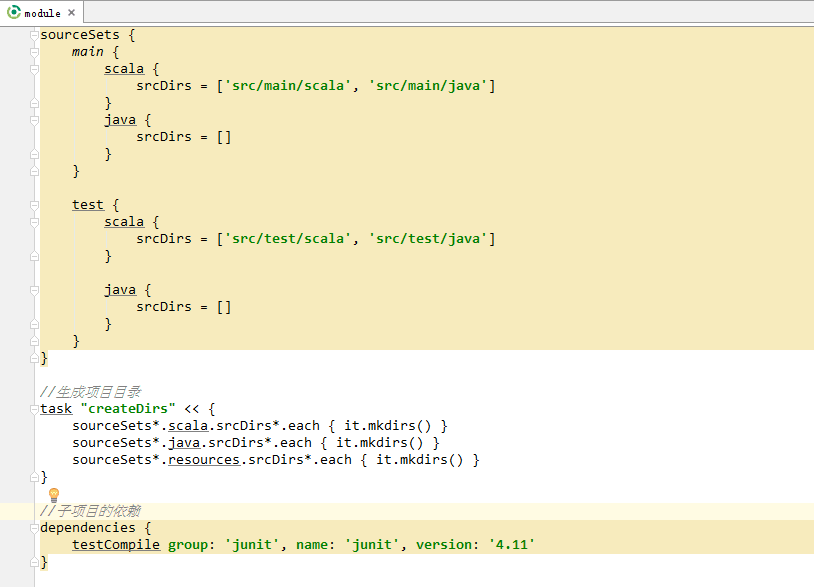 module
sourceSets {
    main {
        scala {
            srcDirs = ['src/main/scala', 'src/main/java']
        }
        java {
            srcDirs = []
        }
    }

    test {
        scala {
            srcDirs = ['src/test/scala', 'src/test/java']
        }

        java {
            srcDirs = []
        }
    }
}

//生成项目目录
task "createDirs" << {
    sourceSets*.scala.srcDirs*.each { it.mkdirs() }
    sourceSets*.java.srcDirs*.each { it.mkdirs() }
    sourceSets*.resources.srcDirs*.each { it.mkdirs() }
}

//子项目的依赖
dependencies {
    testCompile group: 'junit', name: 'junit', version: '4.11'
}